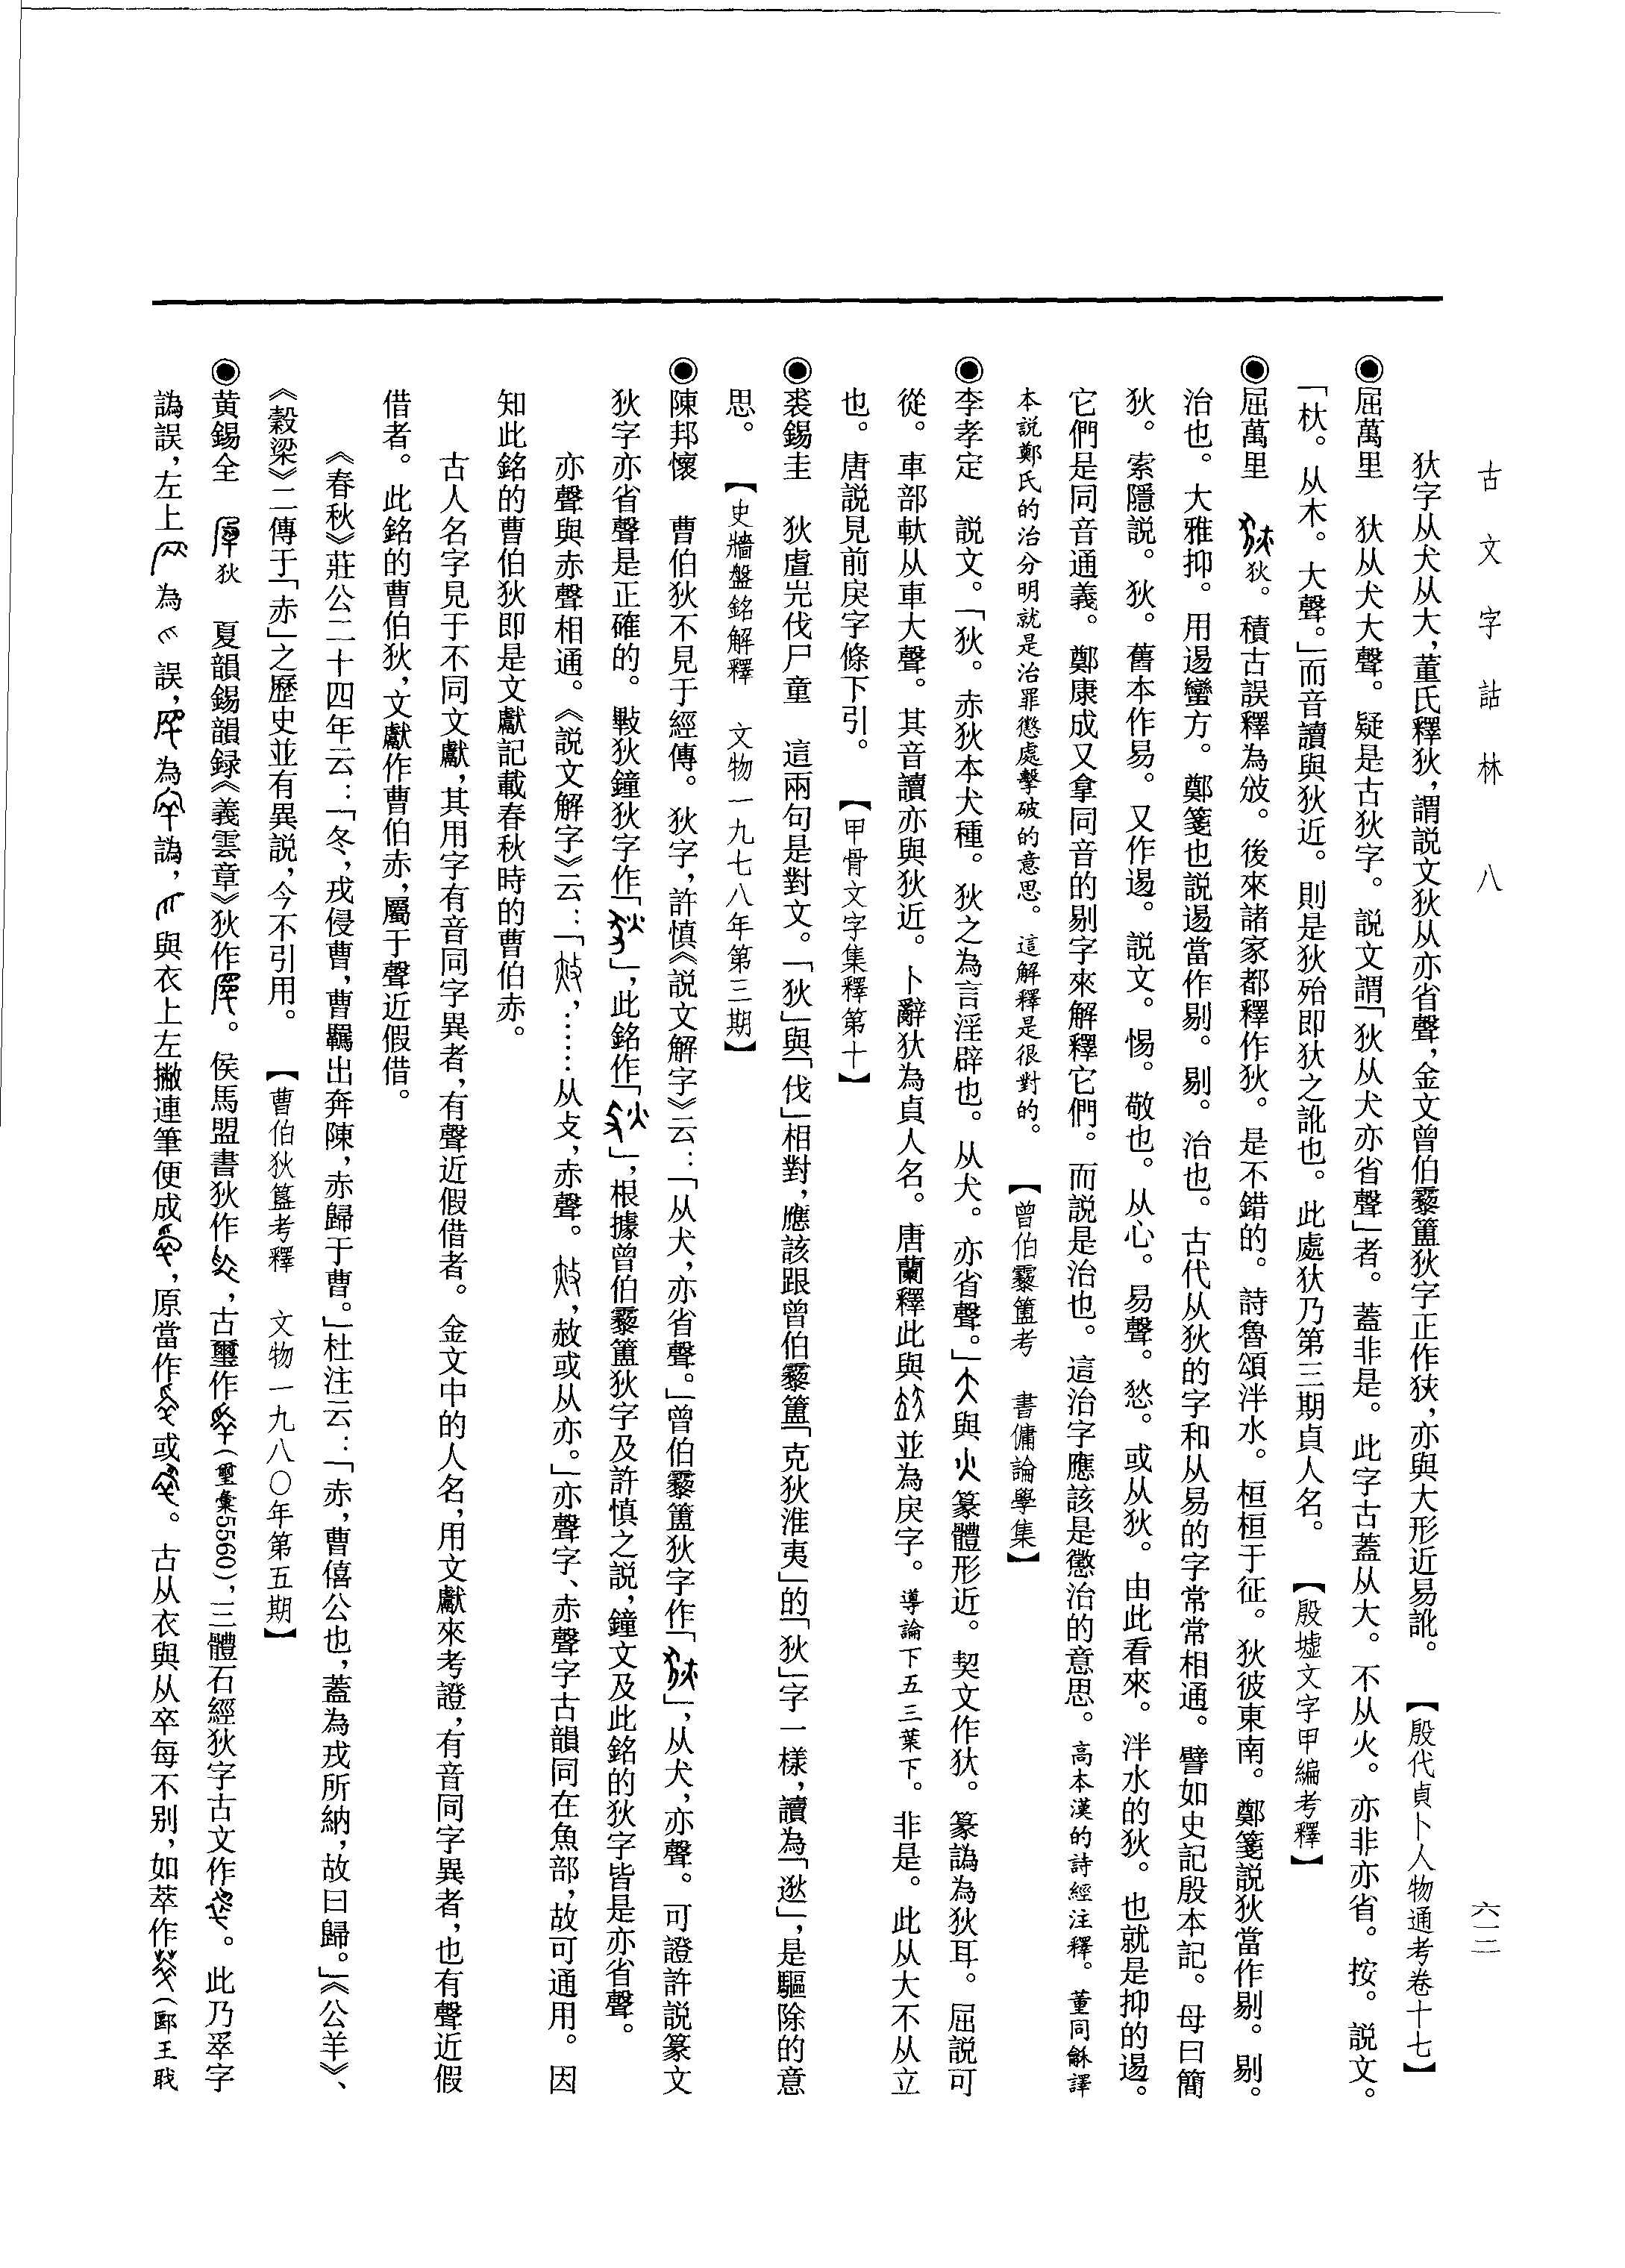 古文字詁林 八
六一二
狄字从犬从大，董氏釋狄，謂説文狄从亦省聲，金文曾伯霥簠狄字正作狹，亦與大形近易訛。 【殷代貞卜人物通考卷十七】
●屈萬里 狄从犬大聲。疑是古狄字。説文謂「狄从犬亦省聲」者。蓋非是。此字古蓋从大。不从火。亦非亦省。按。説文。
「杕。从木。大聲。」而音讀與狄近。則是狄殆即犾之訛也。此處狄乃第三期貞人名。 【殷墟文字甲編考釋】
●屈萬里 狄。積古誤釋為㢤。後來諸家都釋作狄。是不錯的。詩魯頌泮水。桓桓于征。狄彼東南。鄭箋説狄當作剔。剔。
治也。大雅抑。用逷蠻方。鄭箋也説逷當作剔。剔。治也。古代从狄的字和从易的字常常相通。譬如史記殷本記。母曰簡
狄。索隱説。狄。舊本作易。又作逷。説文。惕。敬也。从心。易聲。悐。或从狄。由此看來。泮水的狄。也就是抑的逷。
它們是同音通義。鄭康成又拿同音的剔字來解釋它們。而説是治也。這治字應該是懲治的意思。高本漢的詩經注釋。董同龢譯
本説鄭氏的治分明就是治罪懲處擊破的意思。這解釋是很對的。 【曾伯霥簠考 書傭論學集】
●李孝定 説文。「狄。赤狄本犬種。狄之為言淫辟也。从犬。亦省聲。」與火篆體形近。契文作犾。篆譌為狄耳。屈説可
從。車部軑从車大聲。其音讀亦與狄近。卜辭狄為貞人名。唐蘭釋此與並為戾字。導論下五三葉下。非是。此从大不从立
也。唐説見前戾字條下引。 【甲骨文字集釋第十】
●裘錫圭 狄虘髟伐尸童 這兩句是對文。「狄」與「伐」相對，應該跟曾伯霥簠「克狄淮夷」的「狄」字一樣，讀為「逖」，是驅除的意
思。 【史牆盤銘解釋 文物一九七八年第三期】
●陳邦懷 曹伯狄不見于經傳。狄字，許慎《説文解字》云：「从犬，亦省聲。」曾伯霥簠狄字作「」，从犬，亦聲。可證許説篆文
狄字亦省聲是正確的。斁狄鐘狄字作「」，此銘作「」，根據曾伯霥簠狄字及許慎之説，鐘文及此銘的狄字皆是亦省聲。
亦聲與赤聲相通。《説文解字》云：「赦，……从攴，赤聲。㚣，赦或从亦。」亦聲字、赤聲字古韻同在魚部，故可通用。因
知此銘的曹伯狄即是文獻記載春秋時的曹伯赤。
古人名字見于不同文獻，其用字有音同字異者，有聲近假借者。金文中的人名，用文獻來考證，有音同字異者，也有聲近假
借者。此銘的曹伯狄，文獻作曹伯赤，屬于聲近假借。
《春秋》莊公二十四年云：「冬，戎侵曹，曹羈出奔陳，赤歸于曹。」杜注云：「赤，曹僖公也，蓋為戎所納，故曰歸。」《公羊》、
《穀梁》二傳于「赤」之歷史並有異説，今不引用。 【曹伯狄簋考釋 文物一九八〇年第五期】
●黄錫全 狄 夏韻錫韻録《義雲章》狄作。侯馬盟書狄作，古璽作（璽彙5560），三體石經狄字古文作。此乃卒字
譌誤，左上為誤，為譌，與衣上左撇連筆便成，原當作或。古从衣與从卒每不别，如萃作（郾王職